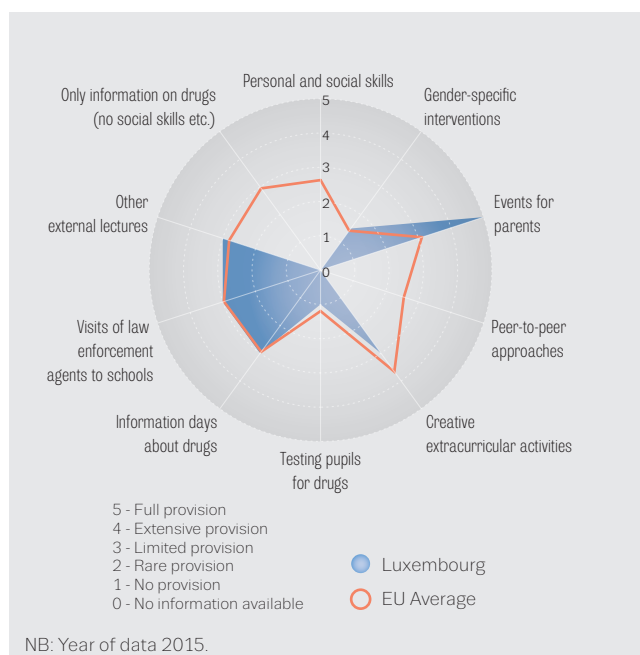 Personal and social skills
Only information on drugs
(no social skills etc.)
Gender-specific
interventions
5
4
3
2
1
0
Other
external lectures
Events for
parents
Visits of law
enforcement
agents to schools
Peer-to-peer
approaches
Information days
about drugs
Creative
extracurricular activities
Testing pupils
for drugs
5 - Full provision
4 - Extensive provision
3 - Limited provision
2 - Rare provision
1 - No provision
0 - No information available
Luxembourg
EU Average
NB: Year of data 2015.